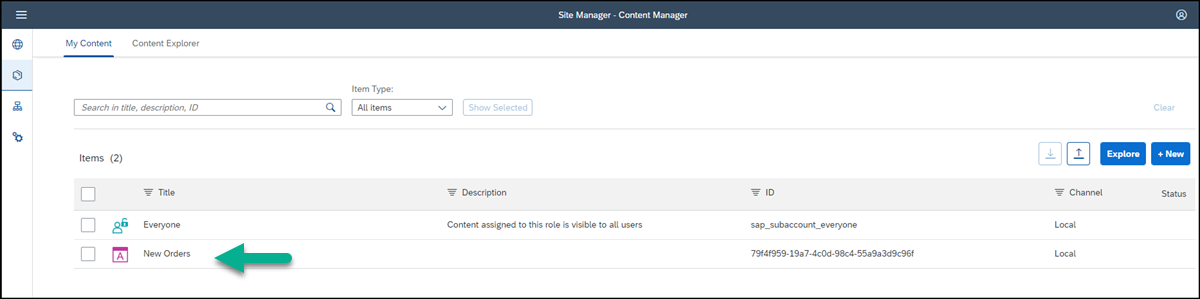 Site Manager - Content Manager
My Content Content Explorer
Item Type:
Search in title, description, ID All items Show Selected Clear
Items (2) Explore + New
Title Description ID Channel Status
Everyone Content assigned to this role is visible to all users sap_subaccount_everyone Local
A New Orders 79f4f959-19a7-4c0d-98c4-55a9a3d9c96f Local